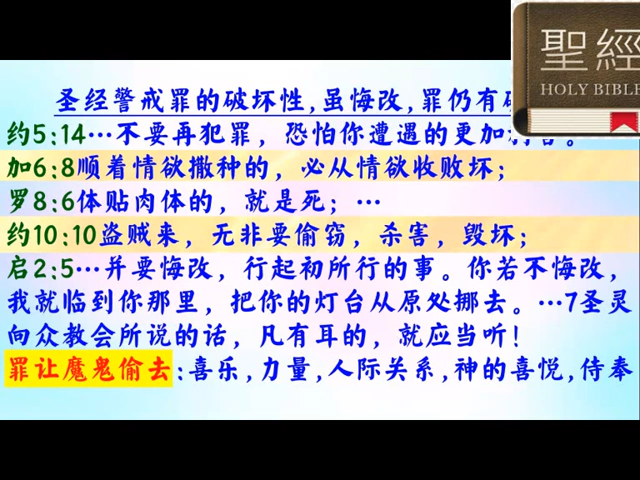 聖經
HOLY BIBLE
圣经警戒罪的破坏性,虽悔改,罪仍有
约5:14…不要再犯罪，恐怕你遭遇的更加
加6:8顺着情欲撒种的，必从情欲收败坏；
罗8:6体贴肉体的，就是死；…
约10:10盗贼来，无非要偷窃，杀害，毁坏；
启2:5…并要悔改，行起初所行的事。你若不悔改，
我就临到你那里，把你的灯台从原处挪去。…7圣灵
向众教会所说的话，凡有耳的，就应当听！
罪让魔鬼偷去:喜乐,力量,人际关系,神的喜悦,侍奉